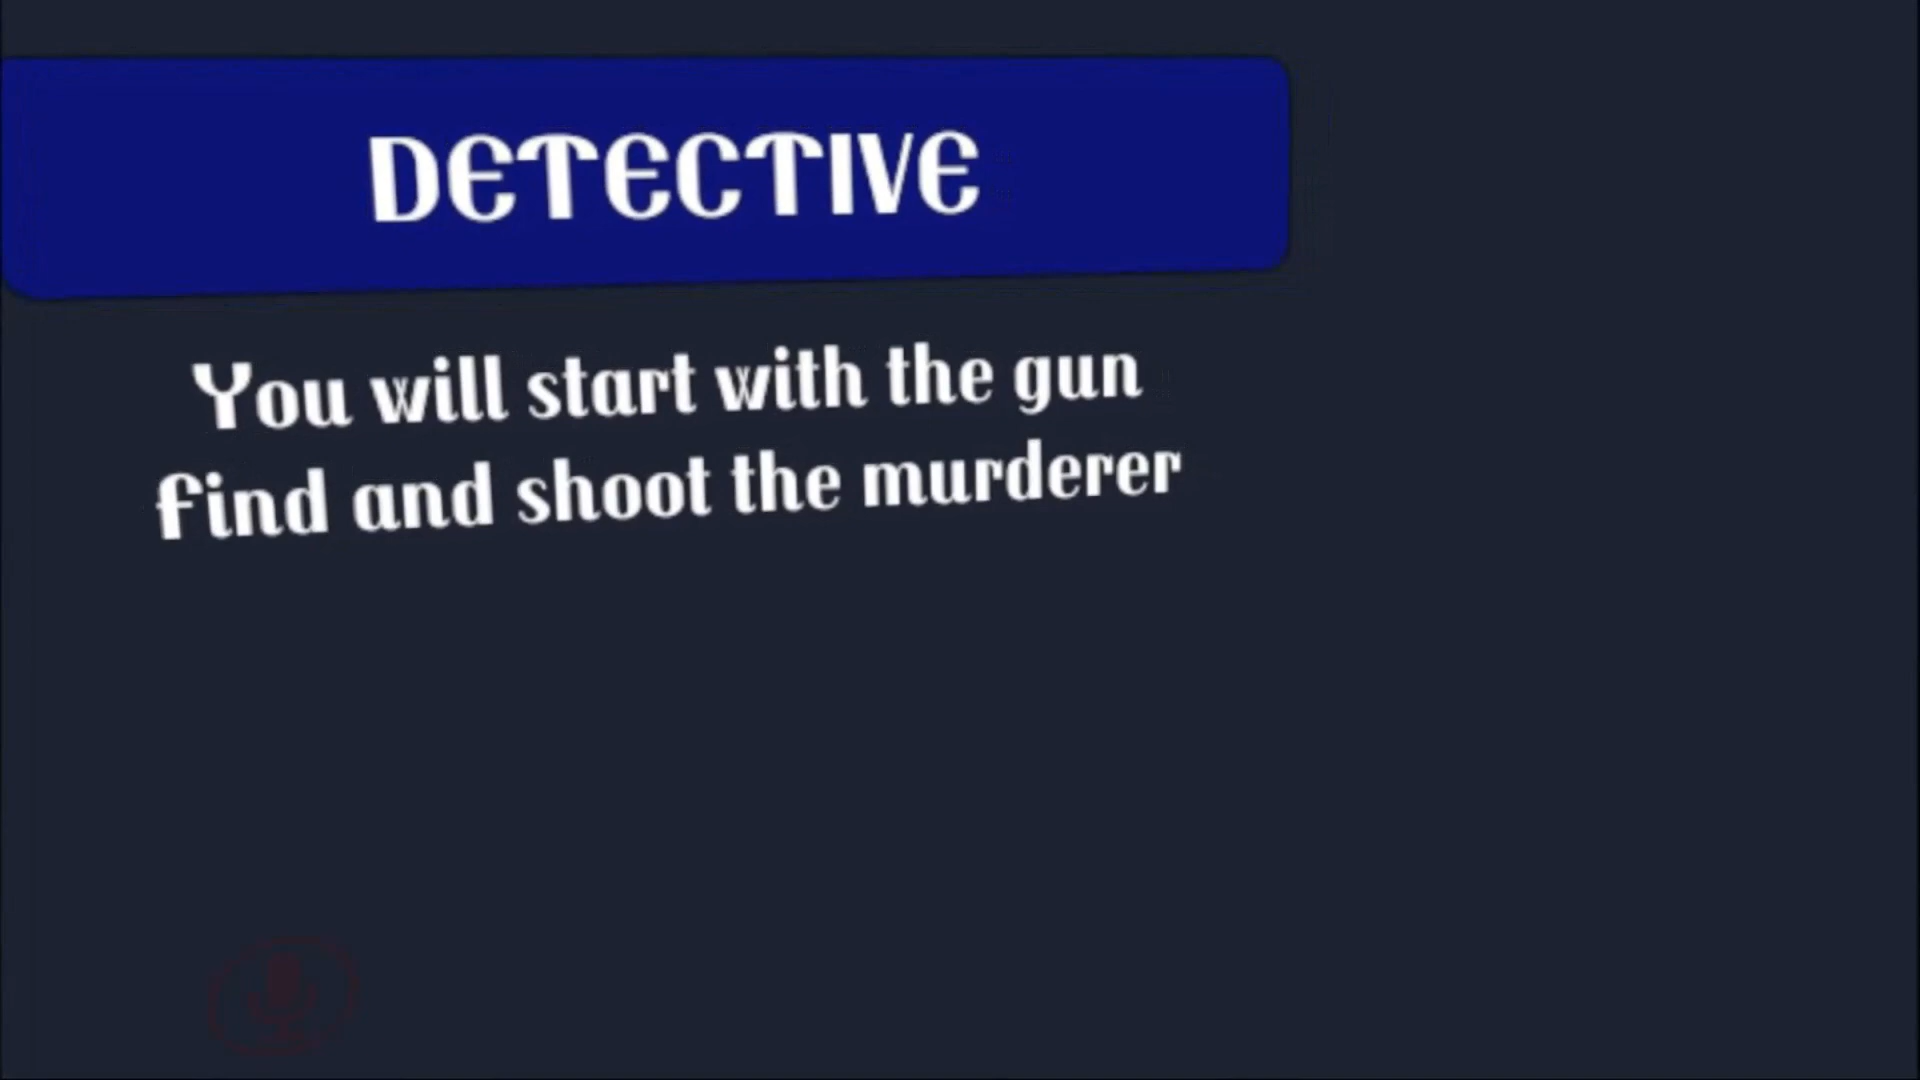 DETECTIVE
You will start with the gun
Find and shoot the murderer